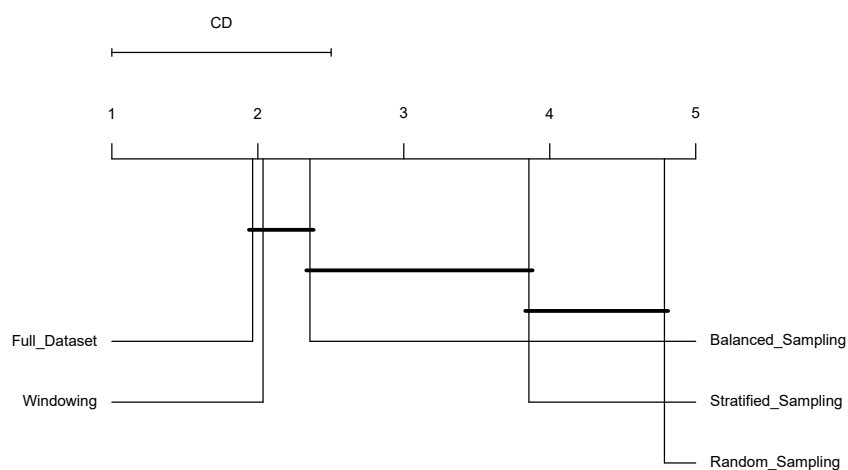 CD
1 2 3 4 5
Full_Dataset Balanced_Sampling
Windowing Stratified_Sampling
Random_Sampling